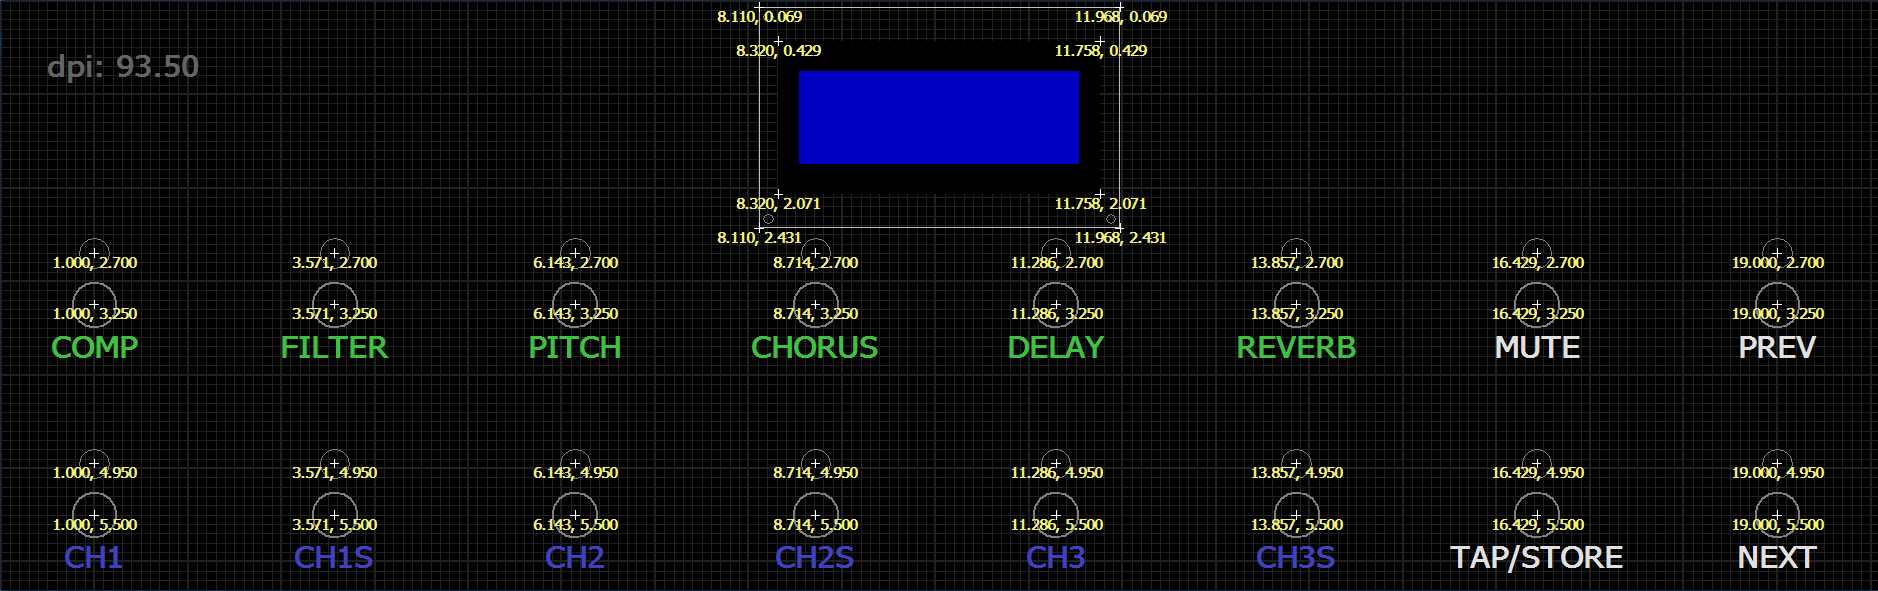 8.110, 0.069 11.968, 0.069
8.320, 0.429 11.758, 0.429
dpi: 93.50
8.320, 2.071 11.758, 2.071
8.110, 2.431 11.968, 2.431
1.000, 2.700 3.571, 2.700 6.143, 2.700 8.714, 2.700 11.286, 2.700 13.857, 2.700 16.429, 2.700 19.000, 2.700
1.000, 3.250 3.571, 3.250 6.143, 3.250 8.714, 3.250 11.286, 3.250 13.857, 3.250 16.429, 3.250 19.000, 3.250
COMP FILTER PITCH CHORUS DELAY REVERB MUTE PREV
1.000, 4.950 3.571, 4.950 6.143, 4.950 8.714, 4.950 11.286, 4.950 13.857, 4.950 16.429, 4.950 19.000, 4.950
1.000, 5.500 3.571, 5.500 6.143, 5.500 8.714, 5.500 11.286, 5.500 13.857, 5.500 16.429, 5.500 19.000, 5.500
CH1 CH1S CH2 CH2S CH3 CH3S TAP/STORE NEXT